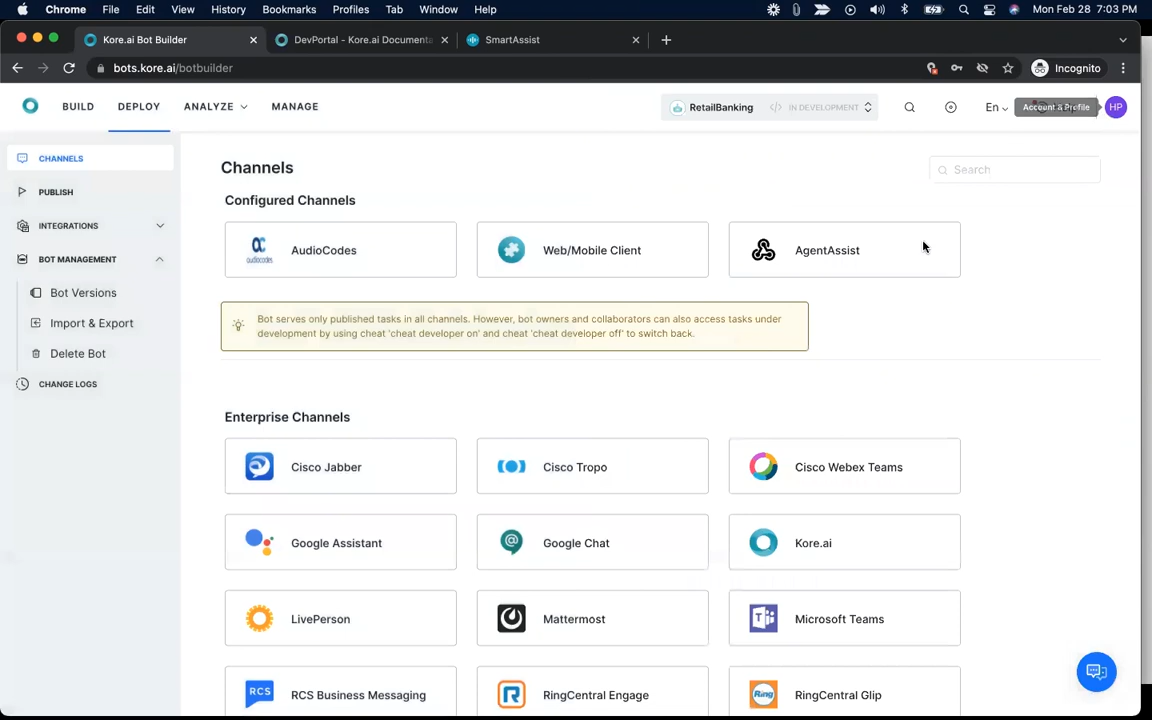 Chrome File Edit View History Bookmarks Profiles Tab Window Help Mon Feb 28 7:03 PM
Kore.ai Bot Builder DevPortal - Kore.ai Documenta SmartAssist
bots.kore.ai/botbuilder Incognito
BUILD DEPLOY ANALYZE MANAGE RetailBanking </> IN DEVELOPMENT En Account & Profile HP
CHANNELS
PUBLISH
INTEGRATIONS
BOT MANAGEMENT
Bot Versions
Import & Export
Delete Bot
CHANGE LOGS
Channels
Search
Configured Channels
AudioCodes Web/Mobile Client AgentAssist
Bot serves only published tasks in all channels. However, bot owners and collaborators can also access tasks under
development by using cheat 'cheat developer on' and cheat 'cheat developer off' to switch back.
Enterprise Channels
Cisco Jabber Cisco Tropo Cisco Webex Teams
Google Assistant Google Chat Kore.ai
LivePerson Mattermost Microsoft Teams
RCS RCS Business Messaging RingCentral Engage Ring RingCentral Glip